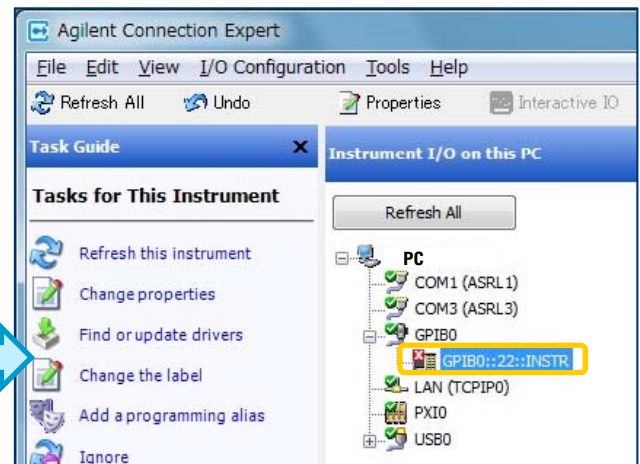 Agilent Connection Expert
File Edit View I/O Configuration Tools Help
Refresh All Undo Properties Interactive IO
Task Guide
Tasks for This Instrument
Refresh this instrument
Change properties
Find or update drivers
Change the label
Add a programming alias
Ignore
Instrument I/O on this PC
Refresh All
PC
COM1 (ASRL1)
COM3 (ASRL3)
GPIB0
GPIB0::22::INSTR
LAN (TCPIP0)
PXI0
USB0